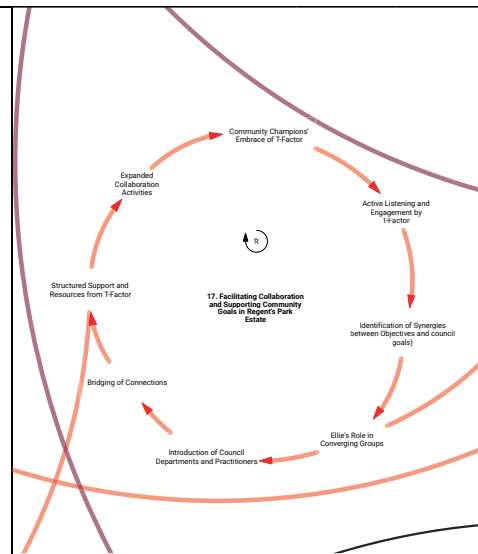 Community Champions'
Embrace of T-Factor
Expanded
Collaboration
Activities
Active Listening and
Engagement by
T-Factor
R
Structured Support and
Resources from T-Factor
17. Facilitating Collaboration
and Supporting Community
Goals in Regent's Park
Estate
Identification of Synergies
between Objectives and council
goals)
Bridging of Connections
Ellie's Role in
Converging Groups
Introduction of Council
Departments and Practitioners